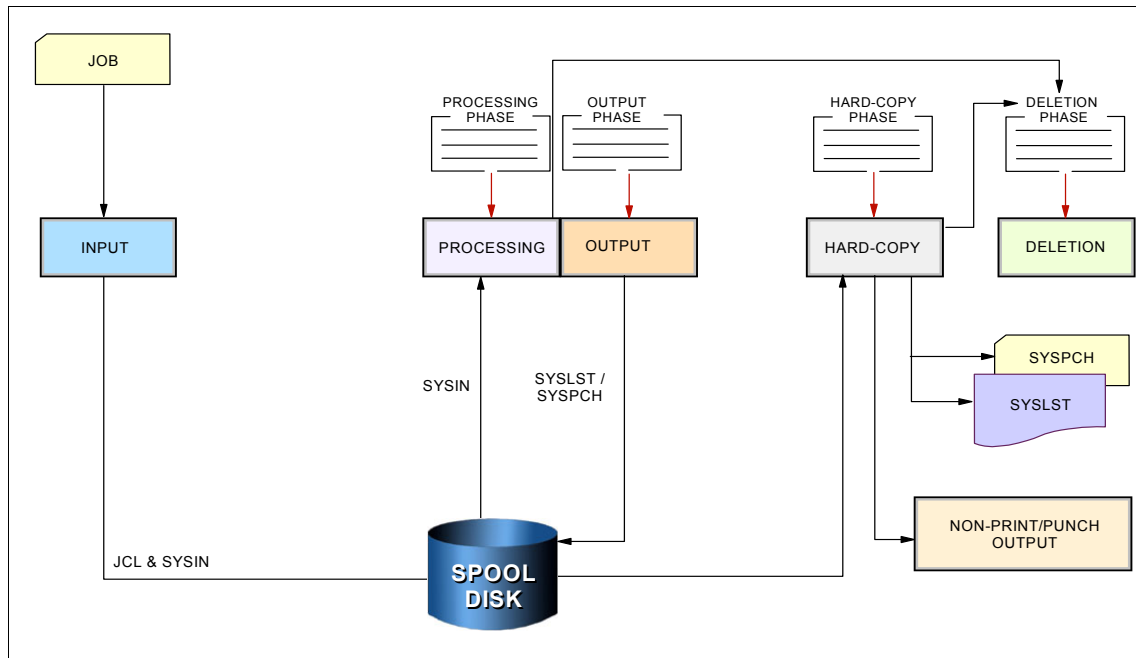 JOB
PROCESSING
PHASE
OUTPUT
PHASE
HARD-COPY
PHASE
DELETION
PHASE
INPUT
PROCESSING
OUTPUT
HARD-COPY
DELETION
SYSIN
SYSLST /
SYSPCH
SYSPCH
SYSLST
NON-PRINT/PUNCH
OUTPUT
JCL & SYSIN
SPOOL
DISK